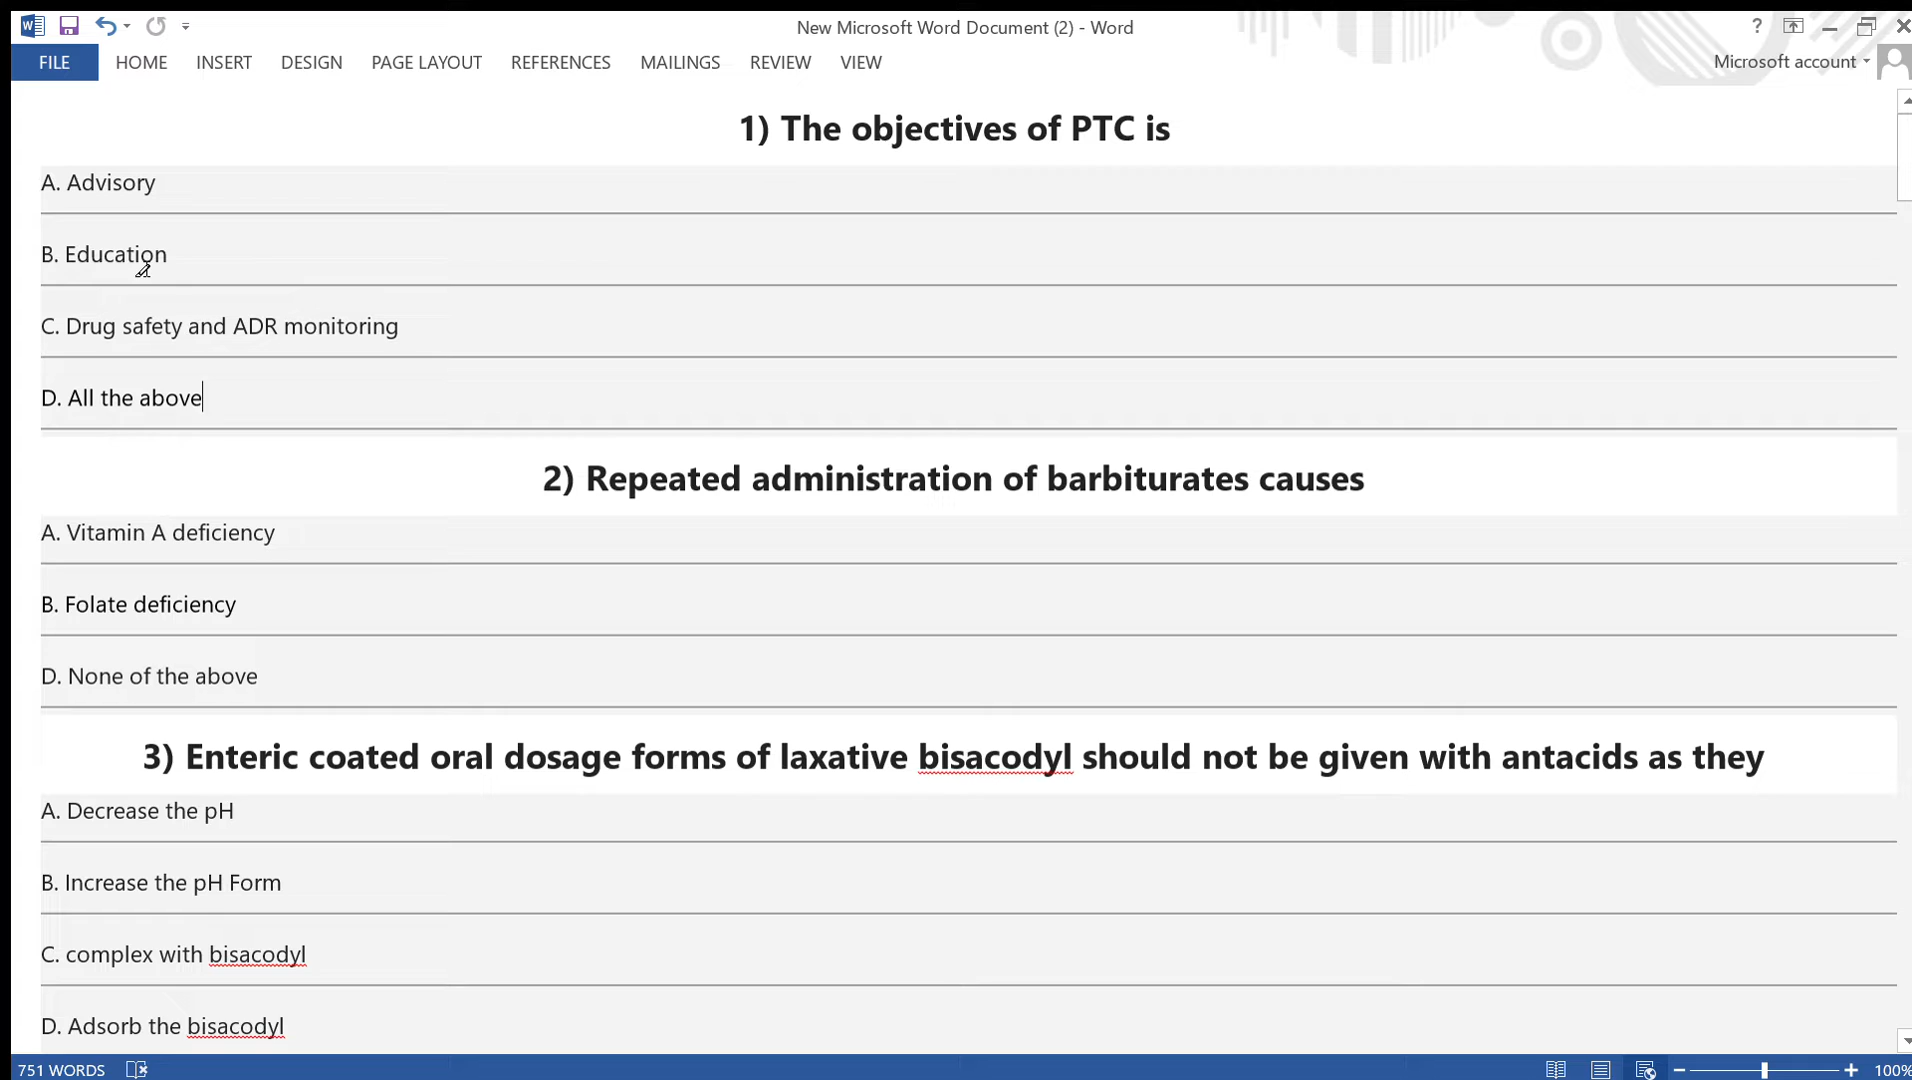 New Microsoft Word Document (2) - Word
?
FILE HOME INSERT DESIGN PAGE LAYOUT REFERENCES MAILINGS REVIEW VIEW
Microsoft account
1) The objectives of PTC is
A. Advisory
B. Education
C. Drug safety and ADR monitoring
D. All the above
2) Repeated administration of barbiturates causes
A. Vitamin A deficiency
B. Folate deficiency
D. None of the above
3) Enteric coated oral dosage forms of laxative bisacodyl should not be given with antacids as they
A. Decrease the pH
B. Increase the pH Form
C. complex with bisacodyl
D. Adsorb the bisacodyl
751 WORDS
100%